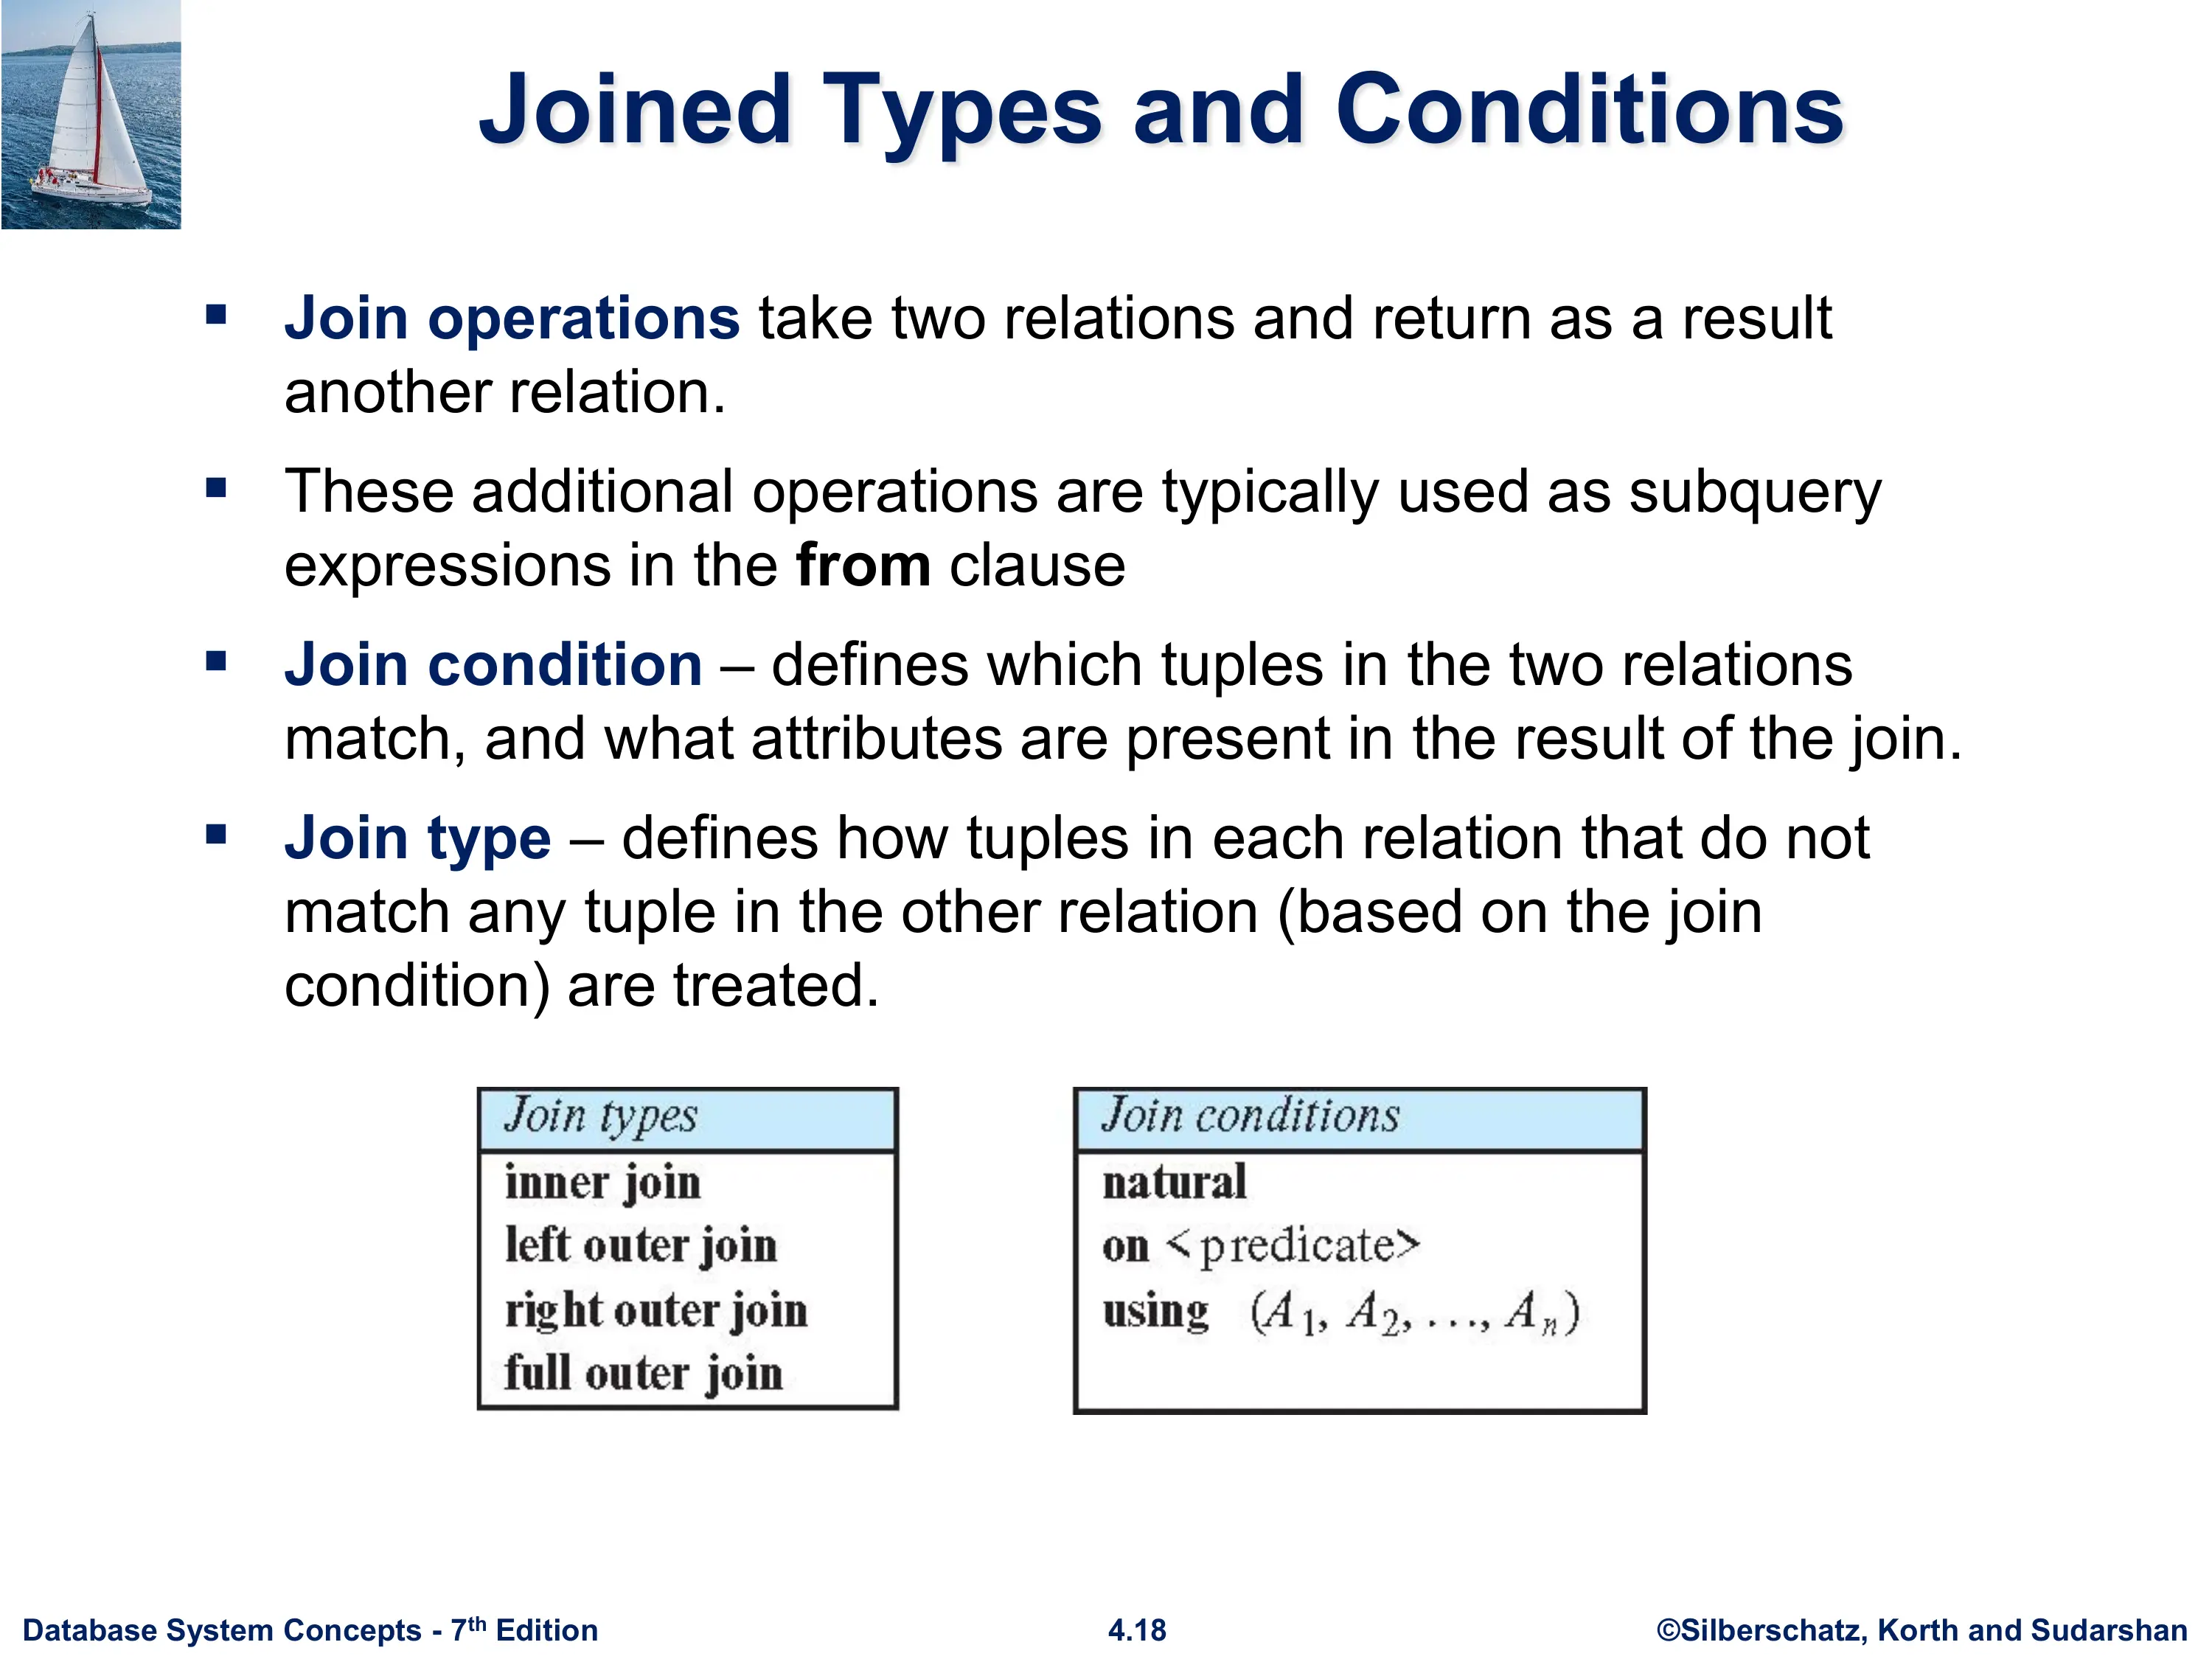 Joined Types and Conditions
▪ Join operations take two relations and return as a result
another relation.
▪ These additional operations are typically used as subquery
expressions in the from clause
▪ Join condition – defines which tuples in the two relations
match, and what attributes are present in the result of the join.
▪ Join type – defines how tuples in each relation that do not
match any tuple in the other relation (based on the join
condition) are treated.
Join types
inner join
left outer join
right outer join
full outer join
Join conditions
natural
on <predicate>
using (A1, A2, . . ., An)
Database System Concepts - 7th Edition
4.18
©Silberschatz, Korth and Sudarshan